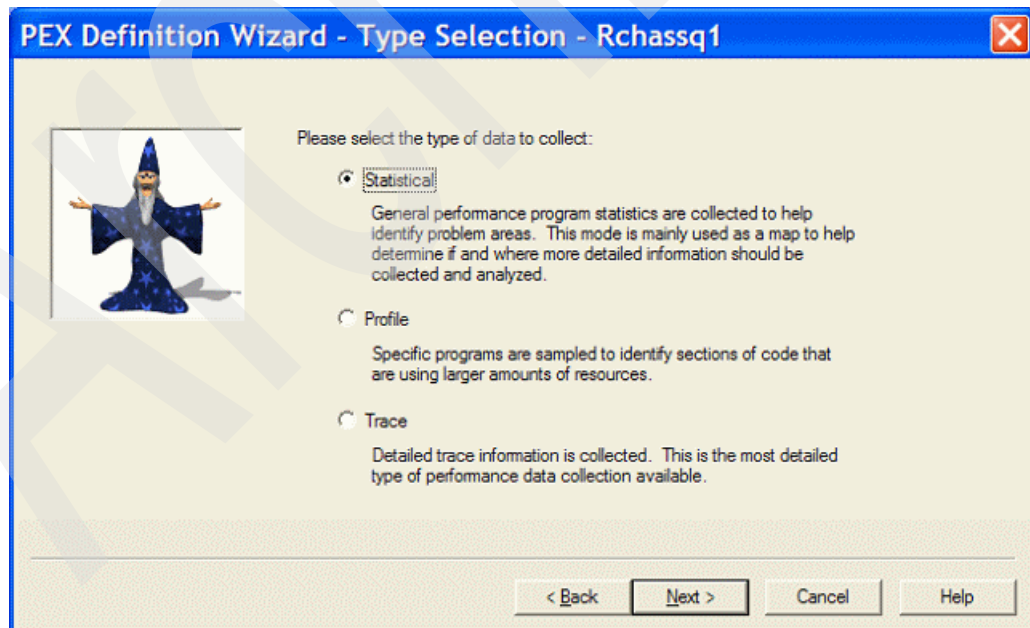 PEX Definition Wizard - Type Selection - Rchassq1
Please select the type of data to collect:
Statistical
General performance program statistics are collected to help
identify problem areas. This mode is mainly used as a map to help
determine if and where more detailed information should be
collected and analyzed.
Profile
Specific programs are sampled to identify sections of code that
are using larger amounts of resources.
Trace
Detailed trace information is collected. This is the most detailed
type of performance data collection available.
< Back
Next >
Cancel
Help